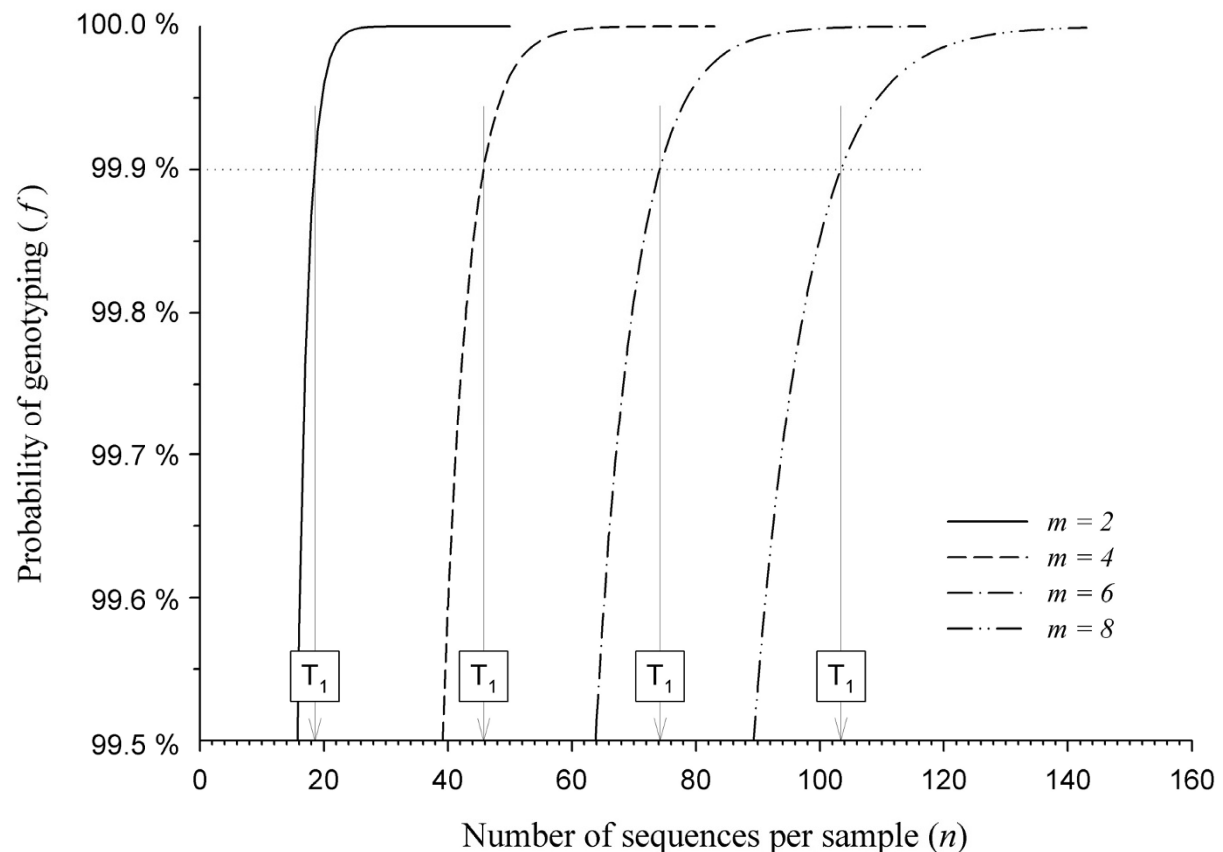 Probability of genotyping (f)
100.0 %
99.9 %
99.8 %
99.7 %
99.6 %
99.5 %
m = 2
m = 4
m = 6
m = 8
T1 T1 T1 T1
0 20 40 60 80 100 120 140 160
Number of sequences per sample (n)